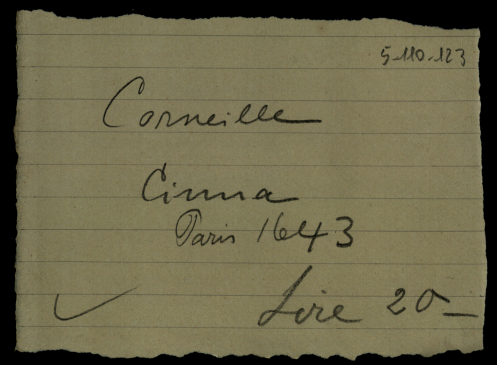 5-110-123
Corneille
Cinna
Paris 1643
Lire 20—